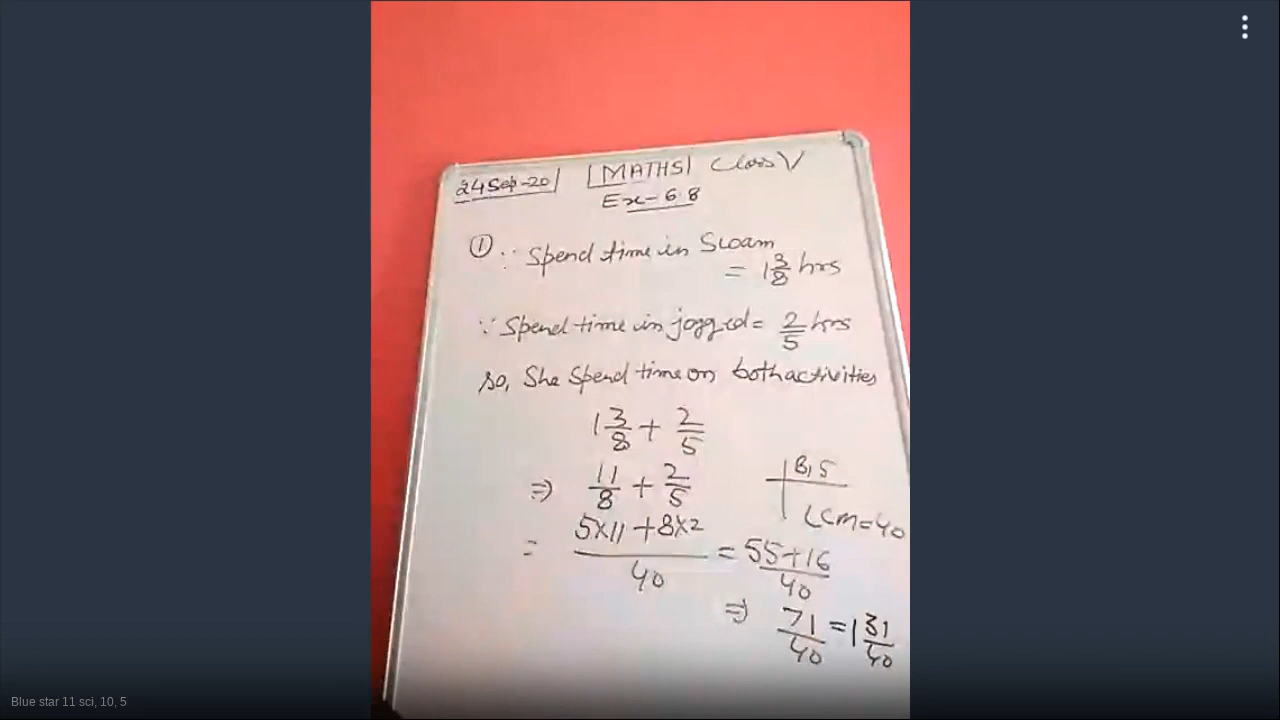 24 Sep-20 MATHS Class V
Ex-6.8
① ∵ Spend time in Swam
= 1 3/8 hrs
∵ Spend time in jogged = 2/5 hrs
so, She Spend time on both activities
1 3/8 + 2/5
⇒ 11/8 + 2/5
8, 5
LCM = 40
= 5×11 + 8×2 / 40 = 55+16 / 40
⇒ 71/40 = 1 31/40
Blue star 11 sci, 10, 5